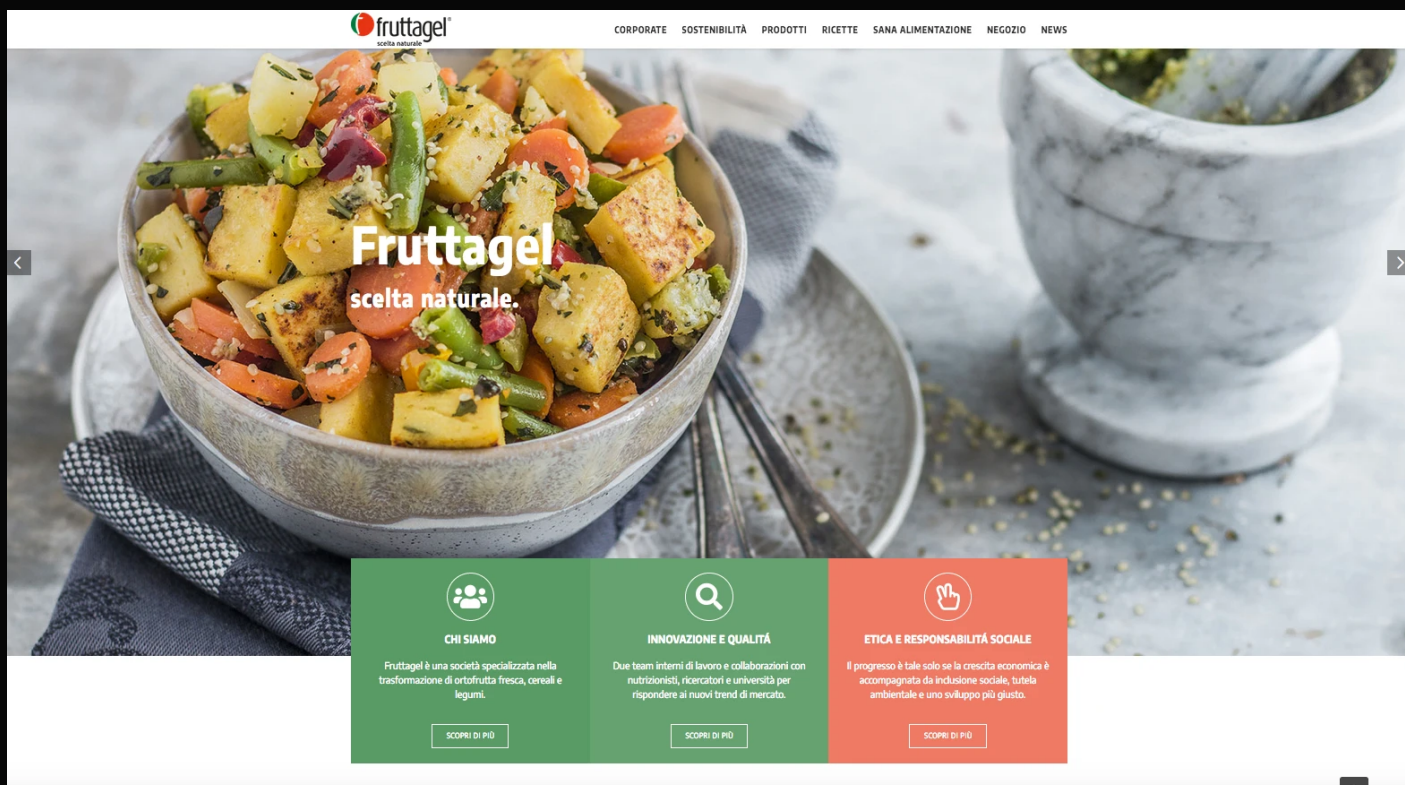 fruttagel®
scelta naturale
CORPORATE SOSTENIBILITÀ PRODOTTI RICETTE SANA ALIMENTAZIONE NEGOZIO NEWS
Fruttagel
scelta naturale.
CHI SIAMO
Fruttagel è una società specializzata nella
trasformazione di ortofrutta fresca, cereali e
legumi.
SCOPRI DI PIÙ
INNOVAZIONE E QUALITÁ
Due team interni di lavoro e collaborazioni con
nutrizionisti, ricercatori e università per
rispondere ai nuovi trend di mercato.
SCOPRI DI PIÙ
ETICA E RESPONSABILITÁ SOCIALE
Il progresso è tale solo se la crescita economica è
accompagnata da inclusione sociale, tutela
ambientale e uno sviluppo più giusto.
SCOPRI DI PIÙ